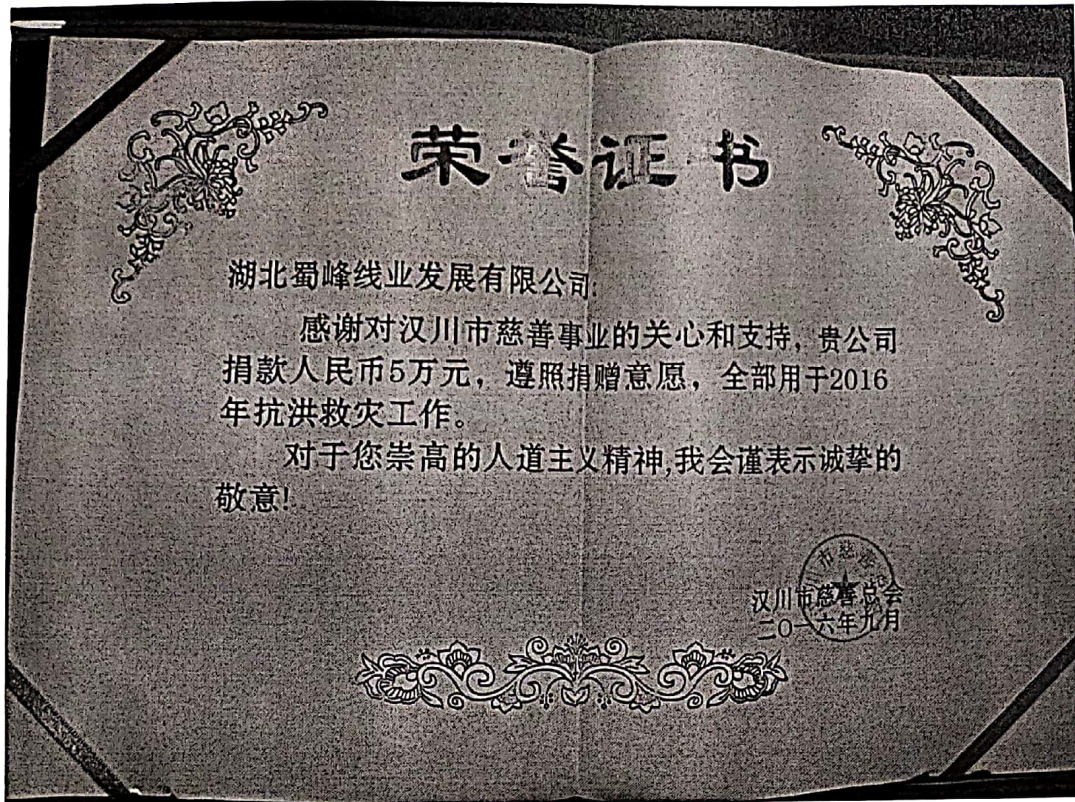 荣誉证书
湖北蜀峰线业发展有限公司:
感谢对汉川市慈善事业的关心和支持，贵公司
捐款人民币5万元，遵照捐赠意愿，全部用于2016
年抗洪救灾工作。
对于您崇高的人道主义精神,我会谨表示诚挚的
敬意!
汉川市慈善总会
二0一六年九月